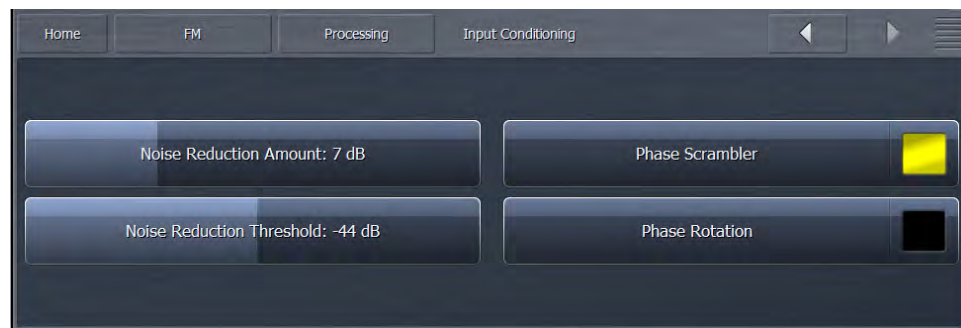 Home FM Processing Input Conditioning
Noise Reduction Amount: 7 dB Phase Scrambler
Noise Reduction Threshold: -44 dB Phase Rotation